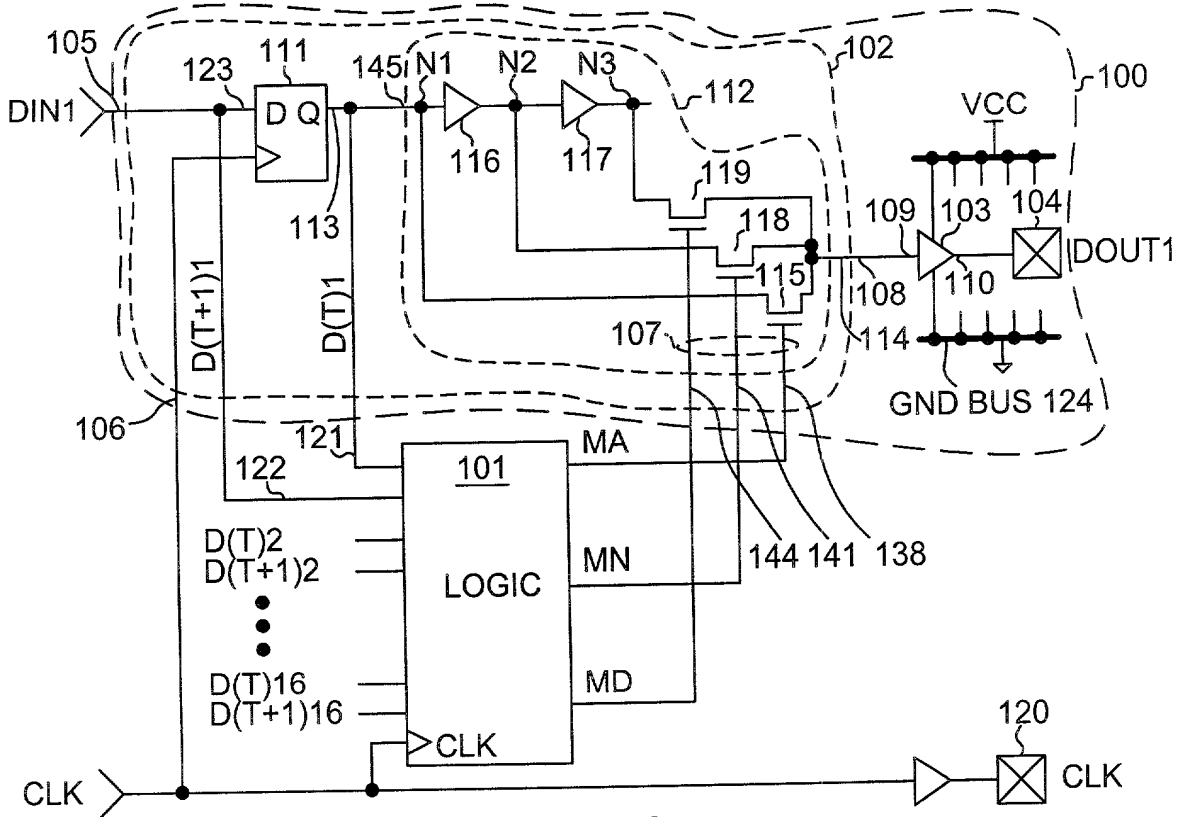 105
123
111
145
N1
N2
N3
112
102
100
DIN1
D Q
116
117
VCC
113
119
118
115
109
103
104
DOUT1
110
108
114
107
D(T+1)1
D(T)1
GND BUS 124
106
121
122
101
MA
D(T)2
D(T+1)2
LOGIC
MN
144
141
138
D(T)16
D(T+1)16
MD
CLK
120
CLK
CLK